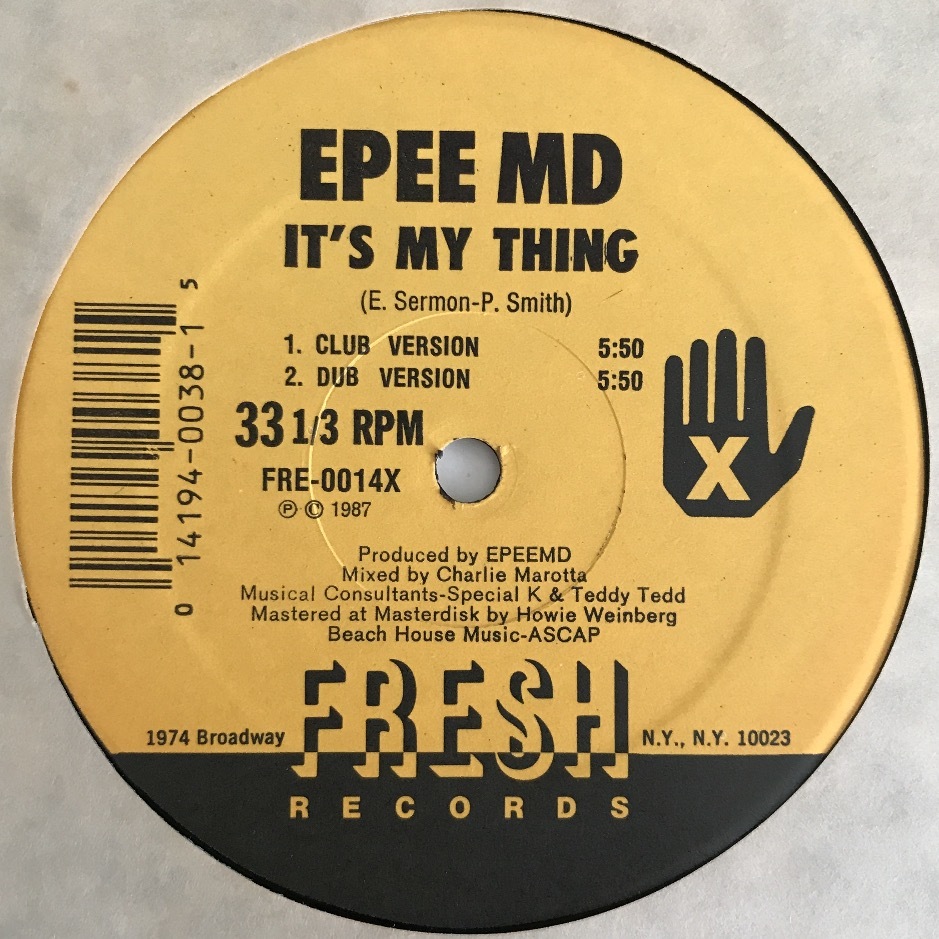 EPEE MD
IT'S MY THING
(E. Sermon-P. Smith)
1. CLUB VERSION 5:50
2. DUB VERSION 5:50
33 1/3 RPM
FRE-0014X
Ⓟ © 1987
X
0 14194-0038-1 5
Produced by EPEEMD
Mixed by Charlie Marotta
Musical Consultants-Special K & Teddy Tedd
Mastered at Masterdisk by Howie Weinberg
Beach House Music-ASCAP
FRESH
1974 Broadway N.Y., N.Y. 10023
RECORDS